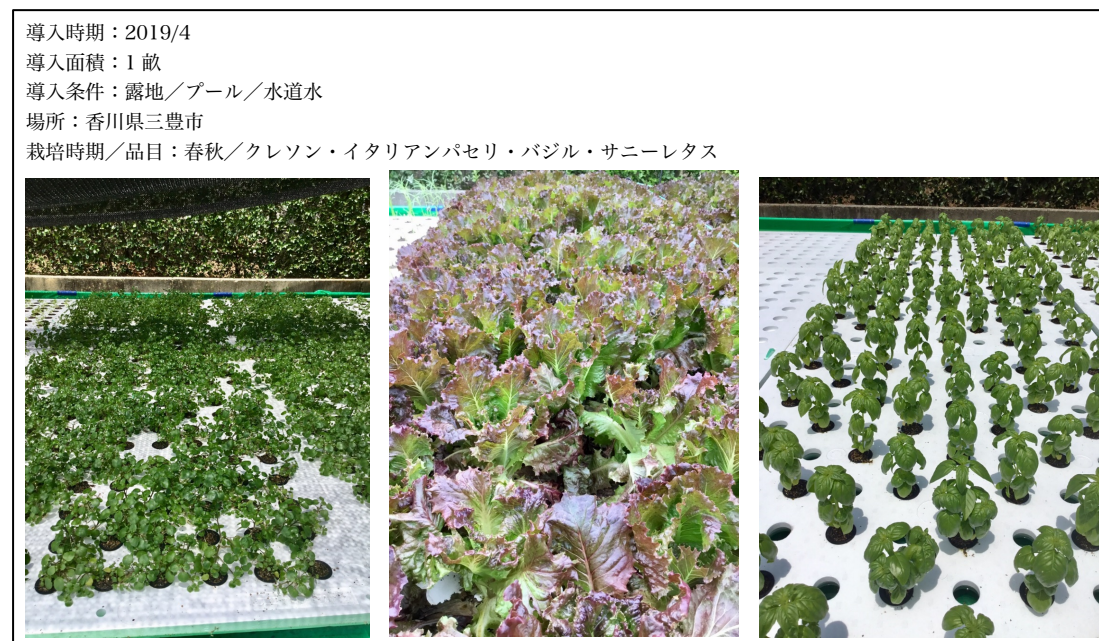 導入時期：2019/4
導入面積：1 畝
導入条件：露地／プール／水道水
場所：香川県三豊市
栽培時期／品目：春秋／クレソン・イタリアンパセリ・バジル・サニーレタス